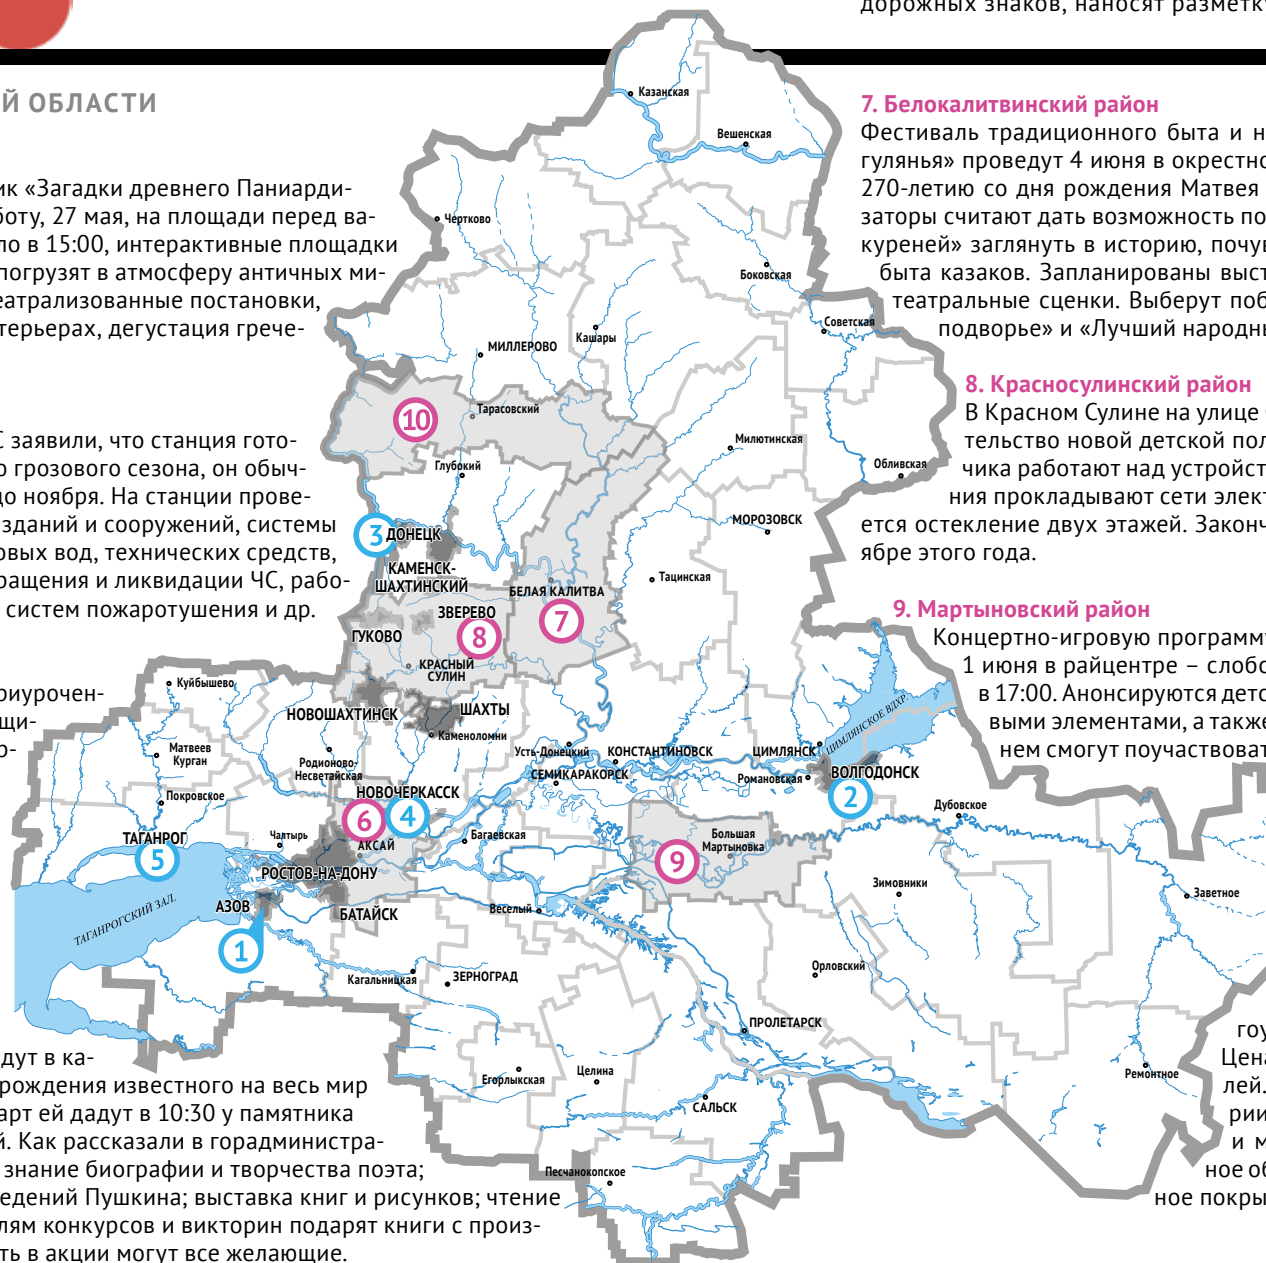 дорожных знаков, наносят разметку
Й ОБЛАСТИ
ик «Загадки древнего Паниарди-
боту, 27 мая, на площади перед ва-
ло в 15:00, интерактивные площадки
погрузят в атмосферу античных ми-
еатрализованные постановки,
терьерах, дегустация грече-
С заявили, что станция гото-
ю грозового сезона, он обыч-
до ноября. На станции прове-
зданий и сооружений, системы
овых вод, технических средств,
ращения и ликвидации ЧС, рабо-
систем пожаротушения и др.
риурочен-
щи-
р-
дут в ка-
рождения известного на весь мир
арт ей дадут в 10:30 у памятника
й. Как рассказали в горадминистра-
знание биографии и творчества поэта;
едений Пушкина; выставка книг и рисунков; чтение
лям конкурсов и викторин подарят книги с произ-
ть в акции могут все желающие.
7. Белокалитвинский район
Фестиваль традиционного быта и н
гулянья» проведут 4 июня в окрестно
270-летию со дня рождения Матвея
заторы считают дать возможность по
куреней» заглянуть в историю, почув
быта казаков. Запланированы выст
театральные сценки. Выберут поб
подворье» и «Лучший народны
8. Красносулинский район
В Красном Сулине на улице
тельство новой детской пол
чика работают над устройст
ния прокладывают сети элект
ется остекление двух этажей. Законч
ябре этого года.
9. Мартыновский район
Концертно-игровую программу
1 июня в райцентре – слобо
в 17:00. Анонсируются детс
выми элементами, а также
нем смогут поучаствоват
гоу
Цена
лей.
рии
и м
ное об
ное покры
Казанская
Вешенская
Чертково
Боковская
Советская
Кашары
МИЛЛЕРОВО
Тарасовский
10
Милютинская
Глубокий
Обливская
3
ДОНЕЦК
МОРОЗОВСК
КАМЕНСК-
ШАХТИНСКИЙ
Тацинская
БЕЛАЯ КАЛИТВА
7
ЗВЕРЕВО
8
ГУКОВО
КРАСНЫЙ
СУЛИН
Куйбышево
НОВОШАХТИНСК
ШАХТЫ
Каменоломни
ЦИМЛЯНСКОЕ ВДХР.
Матвеев
Курган
Родионово-
Несветайская
Усть-Донецкий
КОНСТАНТИНОВСК
ЦИМЛЯНСК
СЕМИКАРАКОРСК
Романовская
ВОЛГОДОНСК
2
Покровское
НОВОЧЕРКАССК
6
4
Дубовское
ТАГАНРОГ
5
Чалтырь
АКСАЙ
Багаевская
Большая
Мартыновка
9
РОСТОВ-НА-ДОНУ
Зимовники
Заветное
АЗОВ
БАТАЙСК
Веселый
ТАГАНРОГСКИЙ ЗАЛ.
1
Кагальницкая
ЗЕРНОГРАД
Орловский
ПРОЛЕТАРСК
Егорлыкская
Целина
Ремонтное
САЛЬСК
Песчанокопское